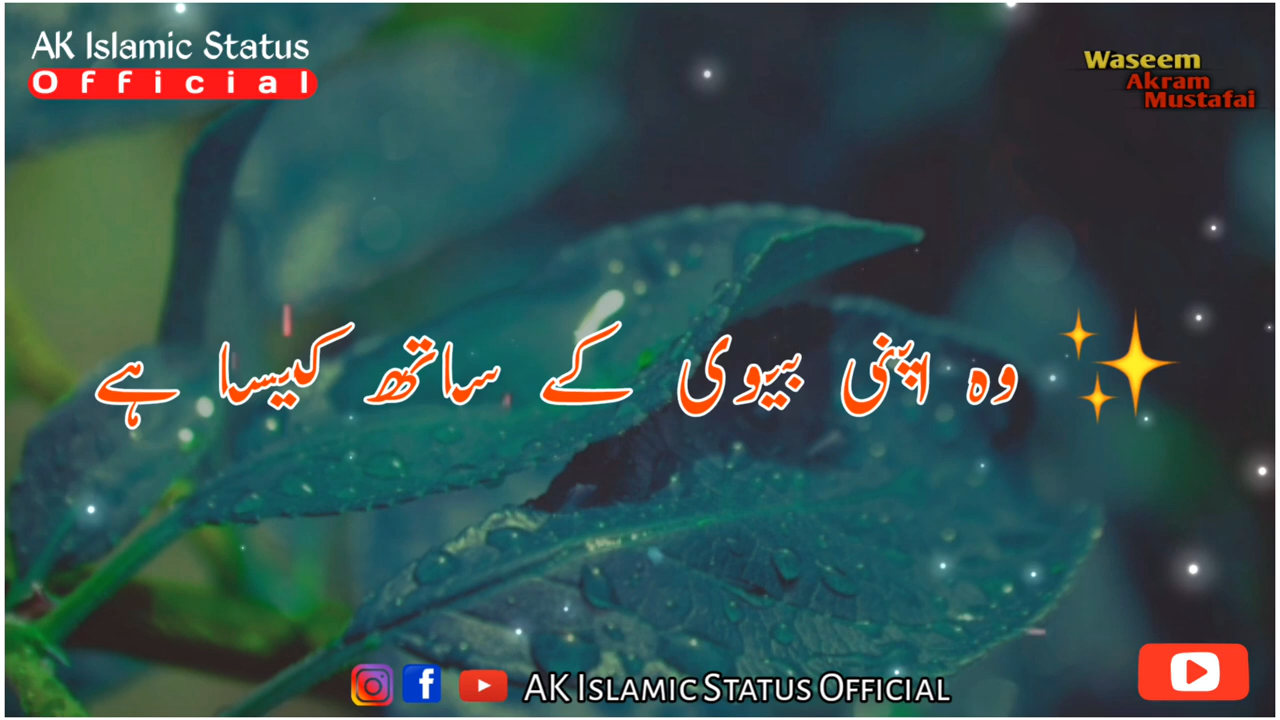 AK Islamic Status
Official
Waseem
Akram
Mustafai
وہ اپنی بیوی کے ساتھ کیسا ہے
AK Islamic Status Official